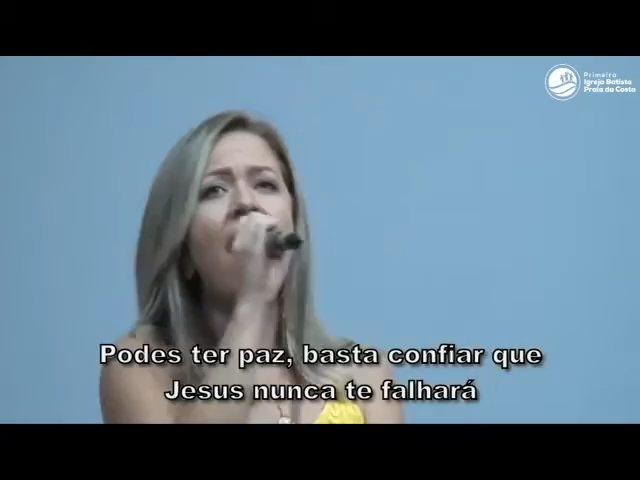 Primeira
Igreja Batista
Praia da Costa
Podes ter paz, basta confiar que
Jesus nunca te falhará